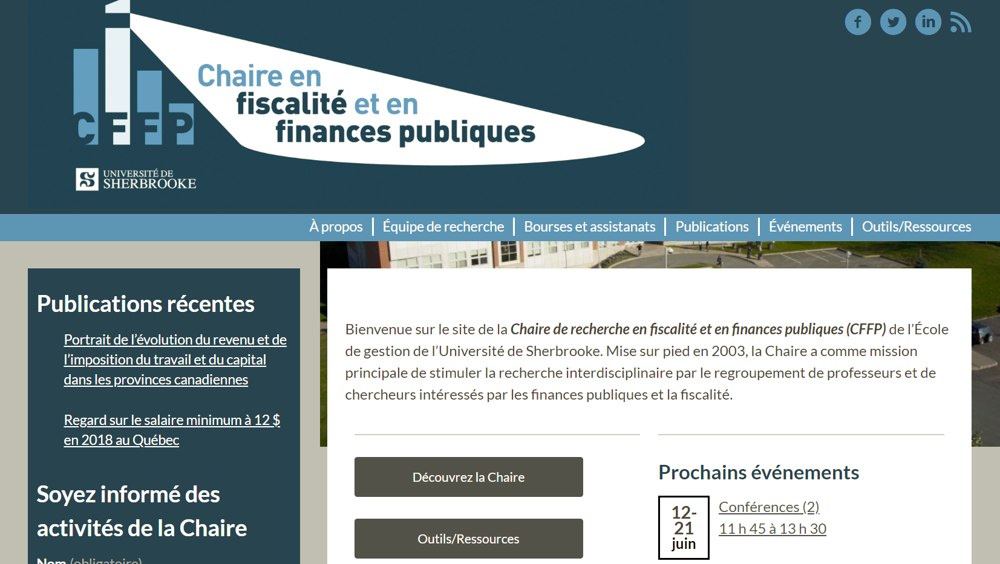 Chaire en
fiscalité et en
finances publiques
CFFP
UNIVERSITÉ DE
SHERBROOKE
À propos
Équipe de recherche
Bourses et assistanats
Publications
Événements
Outils/Ressources
Publications récentes
Portrait de l’évolution du revenu et de
l’imposition du travail et du capital
dans les provinces canadiennes
Regard sur le salaire minimum à 12 $
en 2018 au Québec
Soyez informé des
activités de la Chaire
Nom (obligatoire)
Bienvenue sur le site de la Chaire de recherche en fiscalité et en finances publiques (CFFP) de l’École
de gestion de l’Université de Sherbrooke. Mise sur pied en 2003, la Chaire a comme mission
principale de stimuler la recherche interdisciplinaire par le regroupement de professeurs et de
chercheurs intéressés par les finances publiques et la fiscalité.
Découvrez la Chaire
Outils/Ressources
Prochains événements
12-
21
juin
Conférences (2)
11 h 45 à 13 h 30